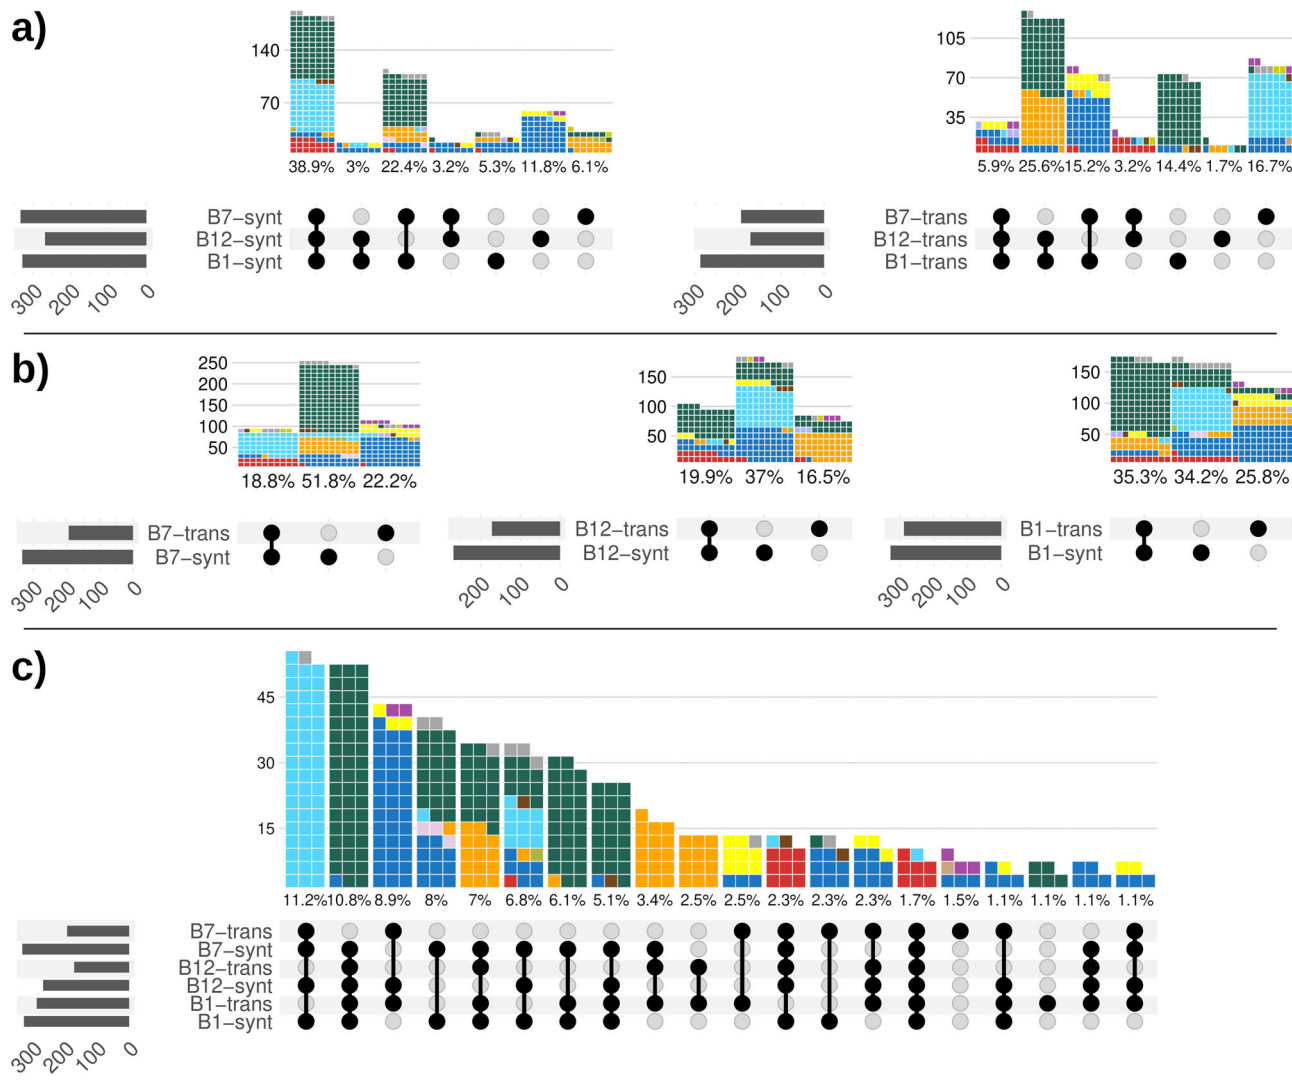 a)
140
70
38.9% 3% 22.4% 3.2% 5.3% 11.8% 6.1%
B7-synt
B12-synt
B1-synt
300 200 100 0
105
70
35
5.9% 25.6% 15.2% 3.2% 14.4% 1.7% 16.7%
B7-trans
B12-trans
B1-trans
300 200 100 0
b)
250
200
150
100
50
18.8% 51.8% 22.2%
B7-trans
B7-synt
300 200 100 0
150
100
50
19.9% 37% 16.5%
B12-trans
B12-synt
200 100 0
150
100
50
35.3% 34.2% 25.8%
B1-trans
B1-synt
300 200 100 0
c)
45
30
15
11.2% 10.8% 8.9% 8% 7% 6.8% 6.1% 5.1% 3.4% 2.5% 2.5% 2.3% 2.3% 2.3% 1.7% 1.5% 1.1% 1.1% 1.1% 1.1%
B7-trans
B7-synt
B12-trans
B12-synt
B1-trans
B1-synt
300 200 100 0